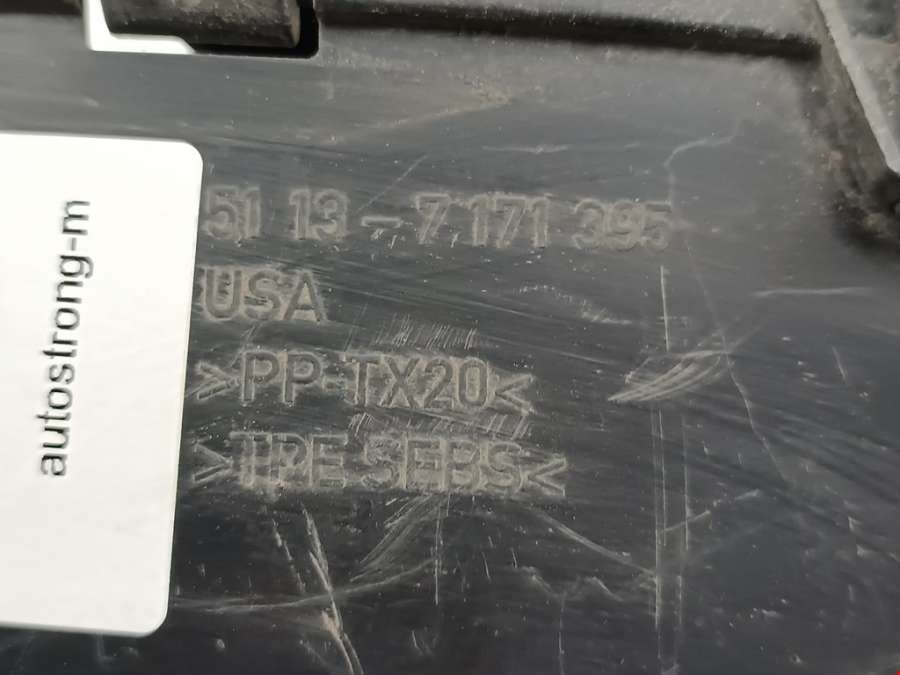 51 13-7 171 395
USA
>PP-TX20<
>TPE SEBS<
autostrong-m